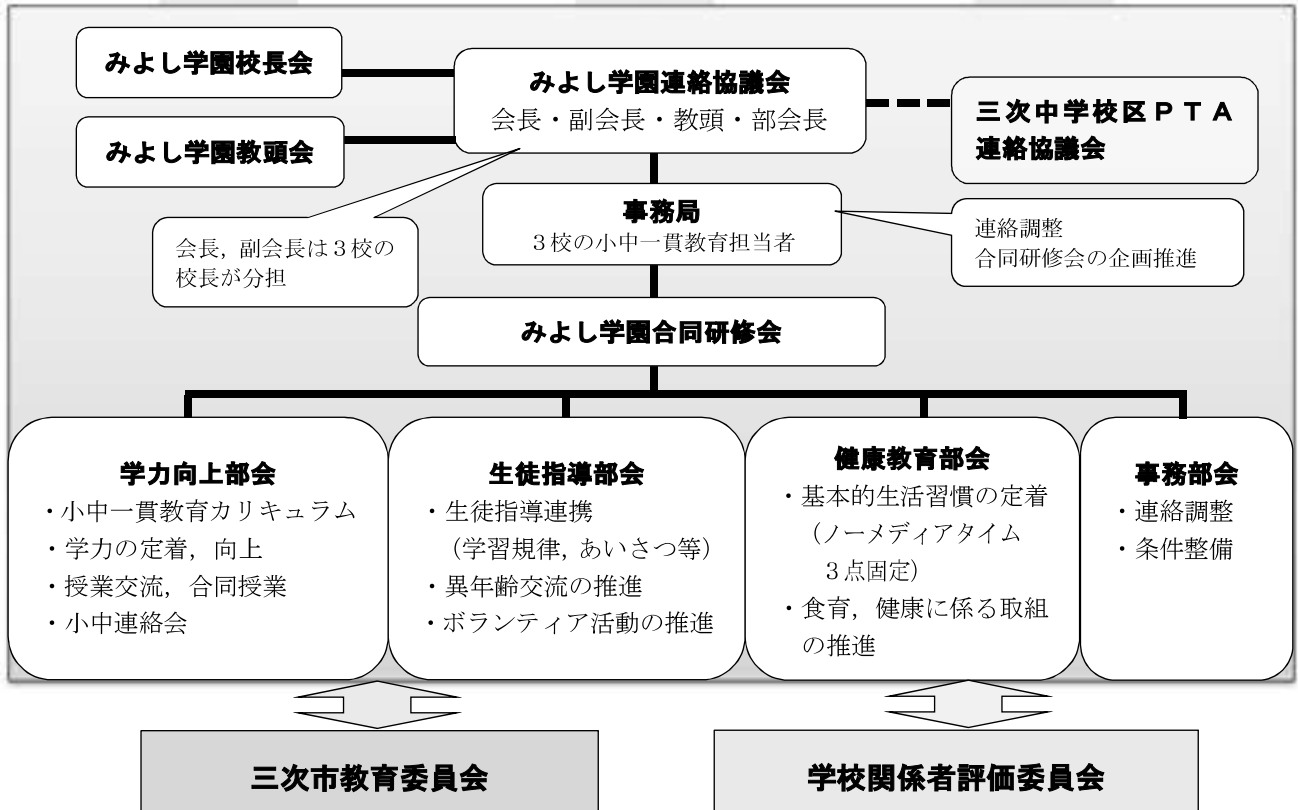 みよし学園校長会
みよし学園教頭会
みよし学園連絡協議会
会長・副会長・教頭・部会長
三次中学校区ＰＴＡ
連絡協議会
会長，副会長は３校の
校長が分担
事務局
３校の小中一貫教育担当者
連絡調整
合同研修会の企画推進
みよし学園合同研修会
学力向上部会
・小中一貫教育カリキュラム
・学力の定着，向上
・授業交流，合同授業
・小中連絡会
生徒指導部会
・生徒指導連携
（学習規律，あいさつ等）
・異年齢交流の推進
・ボランティア活動の推進
健康教育部会
・基本的生活習慣の定着
（ノーメディアタイム
３点固定）
・食育，健康に係る取組
の推進
事務部会
・連絡調整
・条件整備
三次市教育委員会
学校関係者評価委員会